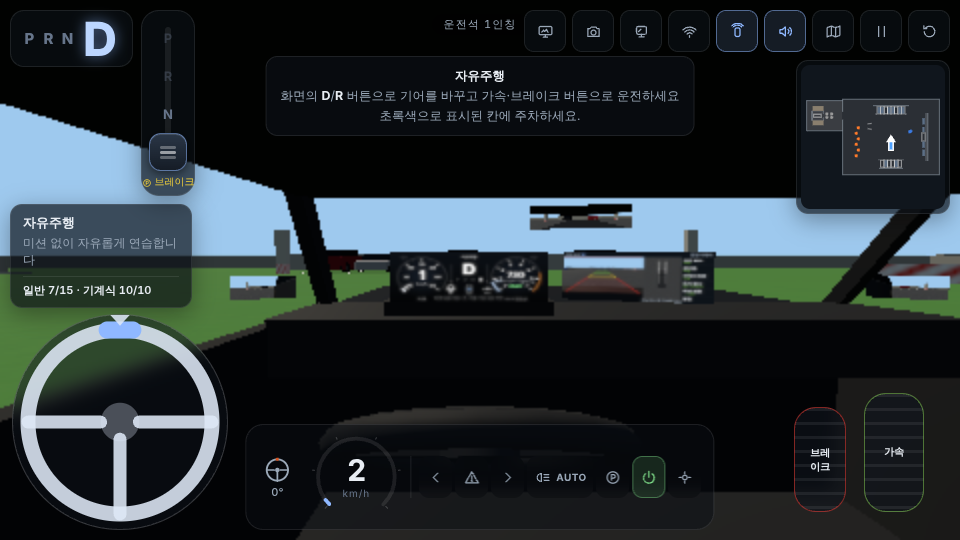 P R N D
P
R
N
Ⓟ 브레이크
운전석 1인칭
자유주행
화면의 D/R 버튼으로 기어를 바꾸고 가속·브레이크 버튼으로 운전하세요
초록색으로 표시된 칸에 주차하세요.
자유주행
미션 없이 자유롭게 연습합니
다
일반 7/15 · 기계식 10/10
1
D
0°
2
km/h
AUTO
P
브레
이크
가속